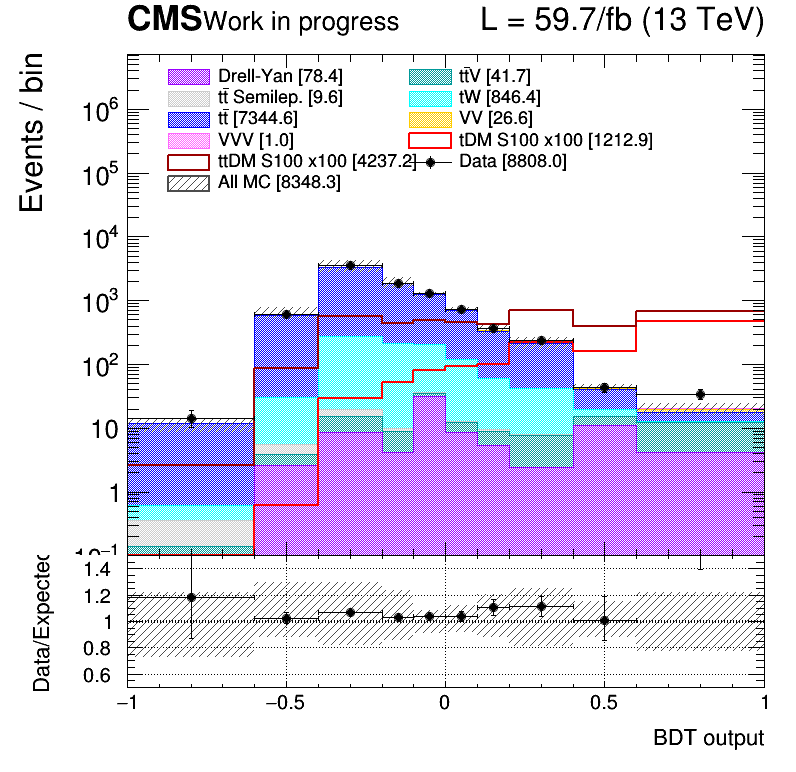 CMS Work in progress L = 59.7/fb (13 TeV)
Events / bin
Drell-Yan [78.4] tt̄V [41.7]
tt̄ Semilep. [9.6] tW [846.4]
tt̄ [7344.6] VV [26.6]
VVV [1.0] tDM S100 x100 [1212.9]
ttDM S100 x100 [4237.2] Data [8808.0]
All MC [8348.3]
10⁶
10⁵
10⁴
10³
10²
10
1
10⁻¹
Data/Expected
1.4
1.2
1
0.8
0.6
−1 −0.5 0 0.5 1
BDT output